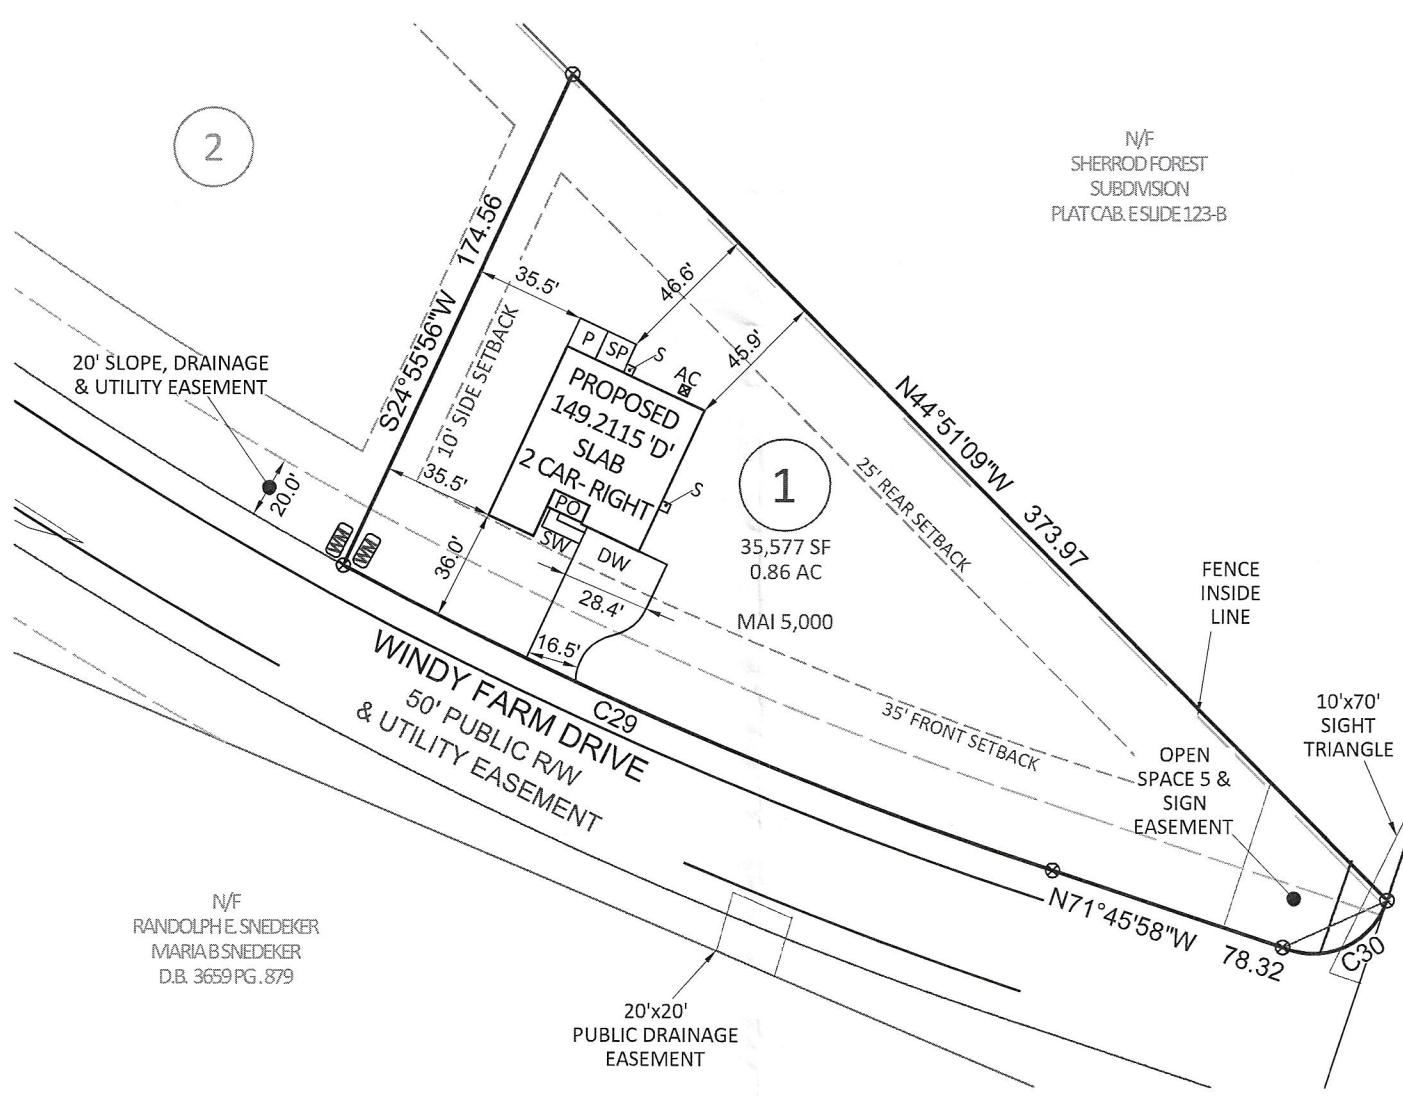 2
N/F
SHERROD FOREST
SUBDIVISION
PLAT CAB. E SLIDE 123-B
S24°55'56"W 174.56
35.5'
46.6'
45.9'
10' SIDE SETBACK
P
SP
S
AC
20' SLOPE, DRAINAGE
& UTILITY EASEMENT
PROPOSED
149.2115 'D'
SLAB
2 CAR- RIGHT
N44°51'09"W 373.97
1
35,577 SF
0.86 AC
MAI 5,000
25' REAR SETBACK
S
35.5'
20.0'
PO
SW
DW
WM
WM
36.0'
28.4'
16.5'
FENCE
INSIDE
LINE
WINDY FARM DRIVE
50' PUBLIC R/W
& UTILITY EASEMENT
C29
35' FRONT SETBACK
10'x70'
SIGHT
TRIANGLE
OPEN
SPACE 5 &
SIGN
EASEMENT
N71°45'58"W 78.32
C30
N/F
RANDOLPH E. SNEDEKER
MARIA B SNEDEKER
D.B. 3659 PG. 879
20'x20'
PUBLIC DRAINAGE
EASEMENT